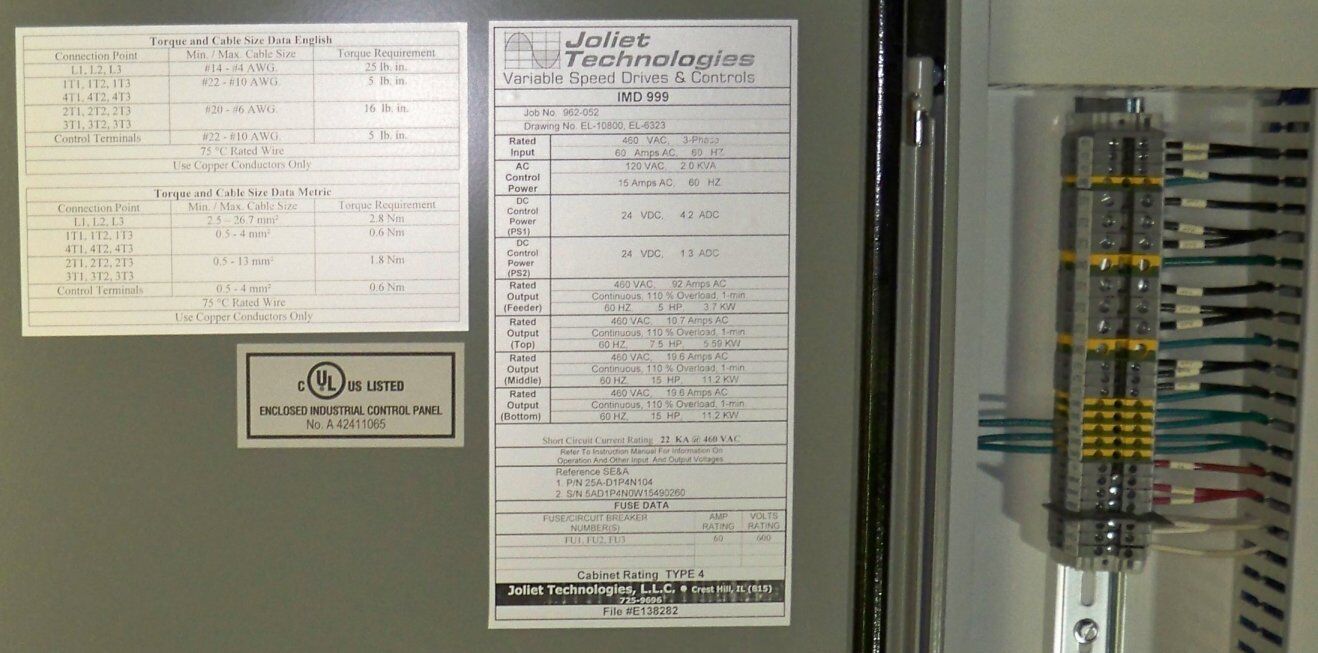 Torque and Cable Size Data English
Connection Point Min. / Max. Cable Size Torque Requirement
L1, L2, L3 #14 - #4 AWG. 25 lb. in.
1T1, 1T2, 1T3 #22 - #10 AWG. 5 lb. in.
4T1, 4T2, 4T3
2T1, 2T2, 2T3 #20 - #6 AWG. 16 lb. in.
3T1, 3T2, 3T3
Control Terminals #22 - #10 AWG. 5 lb. in.
75 °C Rated Wire
Use Copper Conductors Only
Torque and Cable Size Data Metric
Connection Point Min. / Max. Cable Size Torque Requirement
L1, L2, L3 2.5 – 26.7 mm² 2.8 Nm
1T1, 1T2, 1T3 0.5 - 4 mm² 0.6 Nm
4T1, 4T2, 4T3
2T1, 2T2, 2T3 0.5 - 13 mm² 1.8 Nm
3T1, 3T2, 3T3
Control Terminals 0.5 - 4 mm² 0.6 Nm
75 °C Rated Wire
Use Copper Conductors Only
C UL US LISTED
ENCLOSED INDUSTRIAL CONTROL PANEL
No. A 42411065
Joliet
Technologies
Variable Speed Drives & Controls
IMD 999
Job No. 962-052
Drawing No. EL-10800, EL-6323
Rated Input 460 VAC, 3-Phase
60 Amps AC, 60 HZ
AC Control Power 120 VAC, 2.0 KVA
15 Amps AC, 60 HZ
DC Control Power (PS1) 24 VDC, 4.2 ADC
DC Control Power (PS2) 24 VDC, 1.3 ADC
Rated Output (Feeder) 460 VAC, .92 Amps AC
Continuous, 110 % Overload, 1-min.
60 HZ, .5 HP, 3.7 KW
Rated Output (Top) 460 VAC, 10.7 Amps AC
Continuous, 110 % Overload, 1-min.
60 HZ, 7.5 HP, 5.59 KW
Rated Output (Middle) 460 VAC, 19.6 Amps AC
Continuous, 110 % Overload, 1-min.
60 HZ, 15 HP, 11.2 KW
Rated Output (Bottom) 460 VAC, 19.6 Amps AC
Continuous, 110 % Overload, 1-min.
60 HZ, 15 HP, 11.2 KW
Short Circuit Current Rating 22 KA @ 460 VAC
Refer To Instruction Manual For Information On
Operation And Other Input And Output Voltages
Reference SE&A
1. P/N 25A-D1P4N104
2. S/N 5AD1P4N0W15490260
FUSE DATA
FUSE/CIRCUIT BREAKER NUMBER(S) AMP RATING VOLTS RATING
FU1, FU2, FU3 60 600
Cabinet Rating TYPE 4
Joliet Technologies, L.L.C. • Crest Hill, IL (815)
725-9696
File #E138282